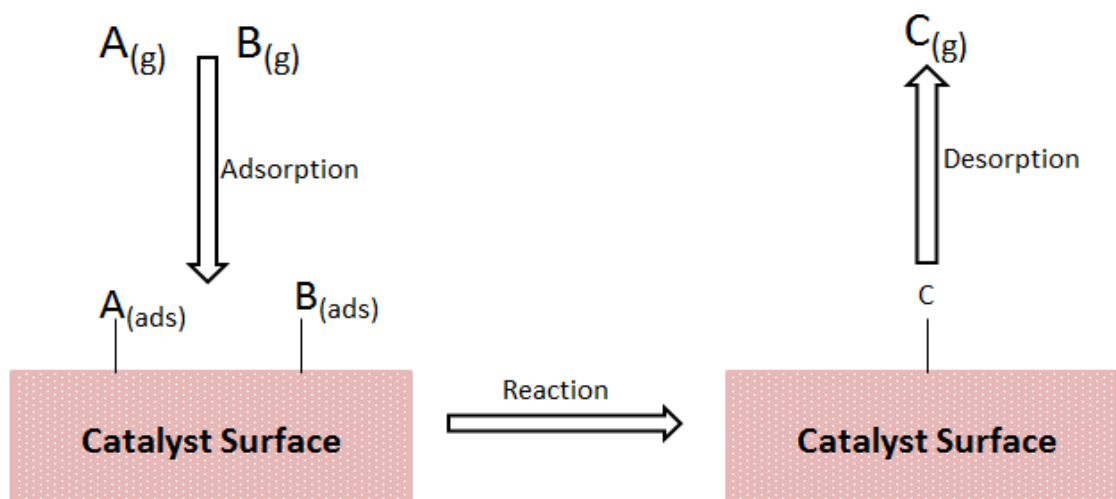 A(g) B(g)
Adsorption
A(ads) B(ads)
Catalyst Surface
Reaction
C(g)
Desorption
C
Catalyst Surface